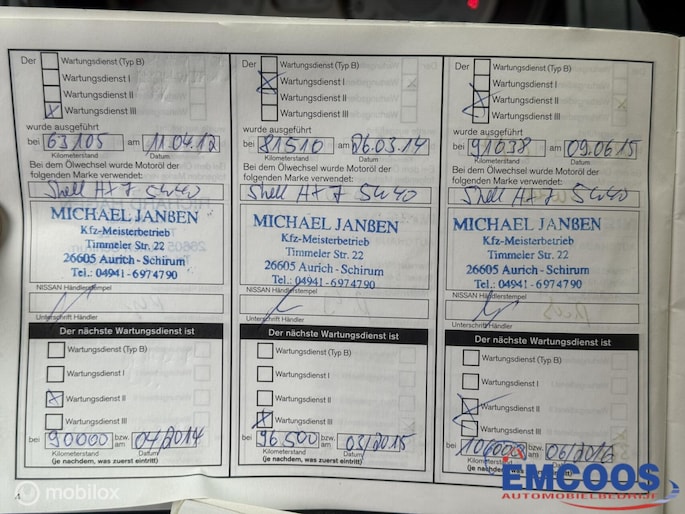 Der
Wartungsdienst (Typ B)
Wartungsdienst I
Wartungsdienst II
Wartungsdienst III
wurde ausgeführt
bei 63105 am 11.04.12
Kilometerstand Datum
Bei dem Ölwechsel wurde Motoröl der
folgenden Marke verwendet:
Shell HX7 5W40
MICHAEL JANßEN
Kfz-Meisterbetrieb
Timmeler Str. 22
26605 Aurich - Schirum
Tel.: 04941 - 6974790
NISSAN Händlerstempel
Unterschrift Händler
Der nächste Wartungsdienst ist
Wartungsdienst (Typ B)
Wartungsdienst I
Wartungsdienst II
Wartungsdienst III
bei 90000 bzw. am 04/2014
Kilometerstand Datum
(je nachdem, was zuerst eintritt)
Der
Wartungsdienst (Typ B)
Wartungsdienst I
Wartungsdienst II
Wartungsdienst III
wurde ausgeführt
bei 81510 am 26.03.14
Kilometerstand Datum
Bei dem Ölwechsel wurde Motoröl der
folgenden Marke verwendet:
Shell HX7 5W40
MICHAEL JANßEN
Kfz-Meisterbetrieb
Timmeler Str. 22
26605 Aurich - Schirum
Tel.: 04941 - 6974790
NISSAN Händlerstempel
Unterschrift Händler
Der nächste Wartungsdienst ist
Wartungsdienst (Typ B)
Wartungsdienst I
Wartungsdienst II
Wartungsdienst III
bei 96500 bzw. am 03/2015
Kilometerstand Datum
(je nachdem, was zuerst eintritt)
Der
Wartungsdienst (Typ B)
Wartungsdienst I
Wartungsdienst II
Wartungsdienst III
wurde ausgeführt
bei 91038 am 09.06.15
Kilometerstand Datum
Bei dem Ölwechsel wurde Motoröl der
folgenden Marke verwendet:
Shell HX7 5W40
MICHAEL JANßEN
Kfz-Meisterbetrieb
Timmeler Str. 22
26605 Aurich - Schirum
Tel.: 04941 - 6974790
NISSAN Händlerstempel
Unterschrift Händler
Der nächste Wartungsdienst ist
Wartungsdienst (Typ B)
Wartungsdienst I
Wartungsdienst II
Wartungsdienst III
bei 106000 bzw. am 06/2016
Kilometerstand Datum
(je nachdem, was zuerst eintritt)
mobilox
EMCOOS
AUTOMOBIELBEDRIJF